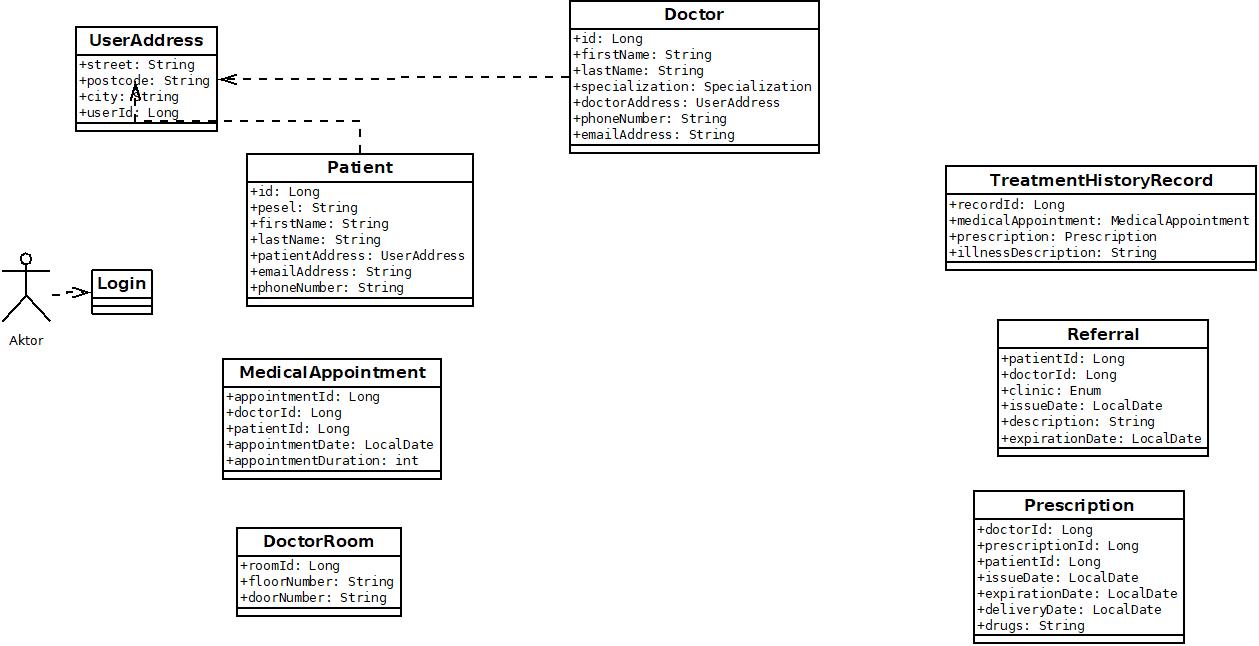 UserAddress
+street: String
+postcode: String
+city: String
+userId: Long
Doctor
+id: Long
+firstName: String
+lastName: String
+specialization: Specialization
+doctorAddress: UserAddress
+phoneNumber: String
+emailAddress: String
Patient
+id: Long
+pesel: String
+firstName: String
+lastName: String
+patientAddress: UserAddress
+emailAddress: String
+phoneNumber: String
TreatmentHistoryRecord
+recordId: Long
+medicalAppointment: MedicalAppointment
+prescription: Prescription
+illnessDescription: String
Aktor
Login
Referral
+patientId: Long
+doctorId: Long
+clinic: Enum
+issueDate: LocalDate
+description: String
+expirationDate: LocalDate
MedicalAppointment
+appointmentId: Long
+doctorId: Long
+patientId: Long
+appointmentDate: LocalDate
+appointmentDuration: int
Prescription
+doctorId: Long
+prescriptionId: Long
+patientId: Long
+issueDate: LocalDate
+expirationDate: LocalDate
+deliveryDate: LocalDate
+drugs: String
DoctorRoom
+roomId: Long
+floorNumber: String
+doorNumber: String